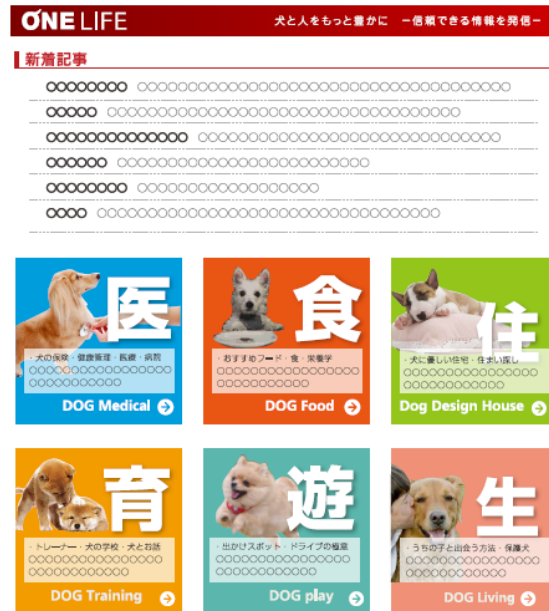 ONE LIFE
犬と人をもっと豊かに −信頼できる情報を発信−
新着記事
○○○○○○○○ ○○○○○○○○○○○○○○○○○○○○○○○○○○○○○○○○○○○○○
○○○○○ ○○○○○○○○○○○○○○○○○○○○○○○○○○○○○○○○○○○
○○○○○○○○○○○○○○ ○○○○○○○○○○○○○○○○○○○○○○○○○○○○○○
○○○○○○ ○○○○○○○○○○○○○○○○○○○○○○○○○
○○○○○○○○ ○○○○○○○○○○○○○○○○○○
○○○○ ○○○○○○○○○○○○○○○○○○○○○○○○○○○○○○○○○○
医
・犬の保険・健康管理・医療・病院
○○○○○○○○○○○○○○○○
○○○○○○○○○○○
DOG Medical
食
・おすすめフード・食・栄養学
○○○○○○○○○○○○○○○○
○○○○○○○○○○○
DOG Food
住
・犬に優しい住宅・住まい探し
○○○○○○○○○○○○○○○
○○○○○○○○○○○○
Dog Design House
育
・トレーナー・犬の学校・犬とお話
○○○○○○○○○○○○○○○
○○○○○○○○○○○○
DOG Training
遊
・出かけスポット・ドライブの極意
○○○○○○○○○○○○○○○
○○○○○○○○○○○○
DOG play
生
・うちの子と出会う方法・保護犬
○○○○○○○○○○○○○○○
○○○○○○○○○○○○
DOG Living